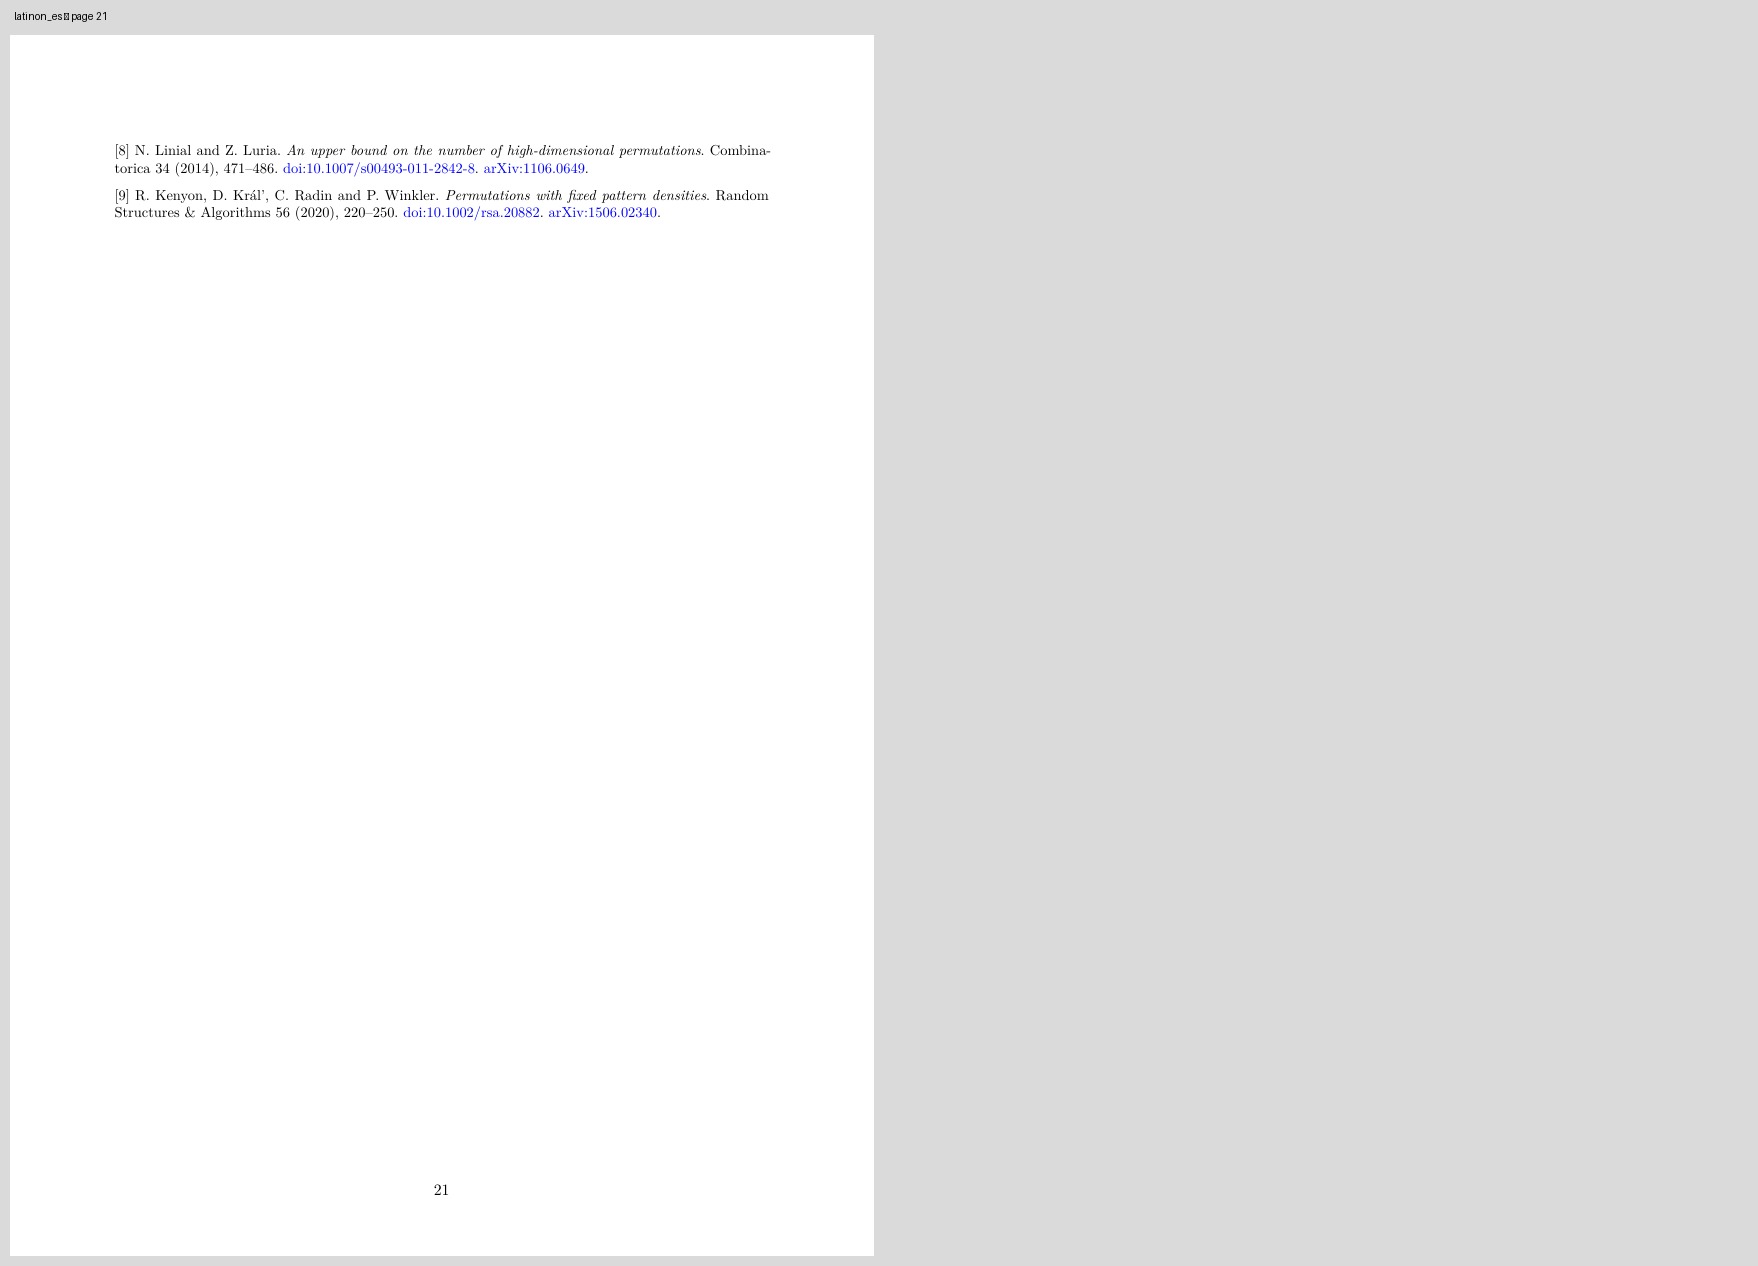 latinon_es page 21
[8] N. Linial and Z. Luria. An upper bound on the number of high-dimensional permutations. Combina-
torica 34 (2014), 471–486. doi:10.1007/s00493-011-2842-8. arXiv:1106.0649.
[9] R. Kenyon, D. Král’, C. Radin and P. Winkler. Permutations with fixed pattern densities. Random
Structures & Algorithms 56 (2020), 220–250. doi:10.1002/rsa.20882. arXiv:1506.02340.
21